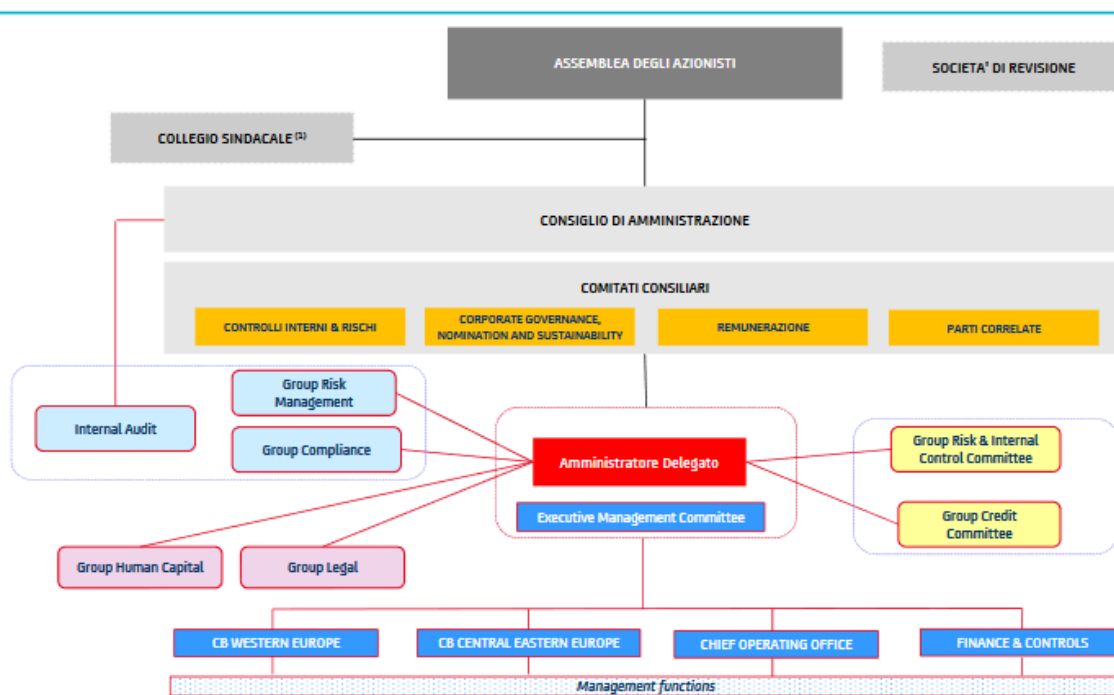 ASSEMBLEA DEGLI AZIONISTI
SOCIETA' DI REVISIONE
COLLEGIO SINDACALE (1)
CONSIGLIO DI AMMINISTRAZIONE
COMITATI CONSILIARI
CONTROLLI INTERNI & RISCHI
CORPORATE GOVERNANCE,
NOMINATION AND SUSTAINABILITY
REMUNERAZIONE
PARTI CORRELATE
Group Risk
Management
Internal Audit
Group Compliance
Amministratore Delegato
Executive Management Committee
Group Risk & Internal
Control Committee
Group Credit
Committee
Group Human Capital
Group Legal
CB WESTERN EUROPE
CB CENTRAL EASTERN EUROPE
CHIEF OPERATING OFFICE
FINANCE & CONTROLS
Management functions